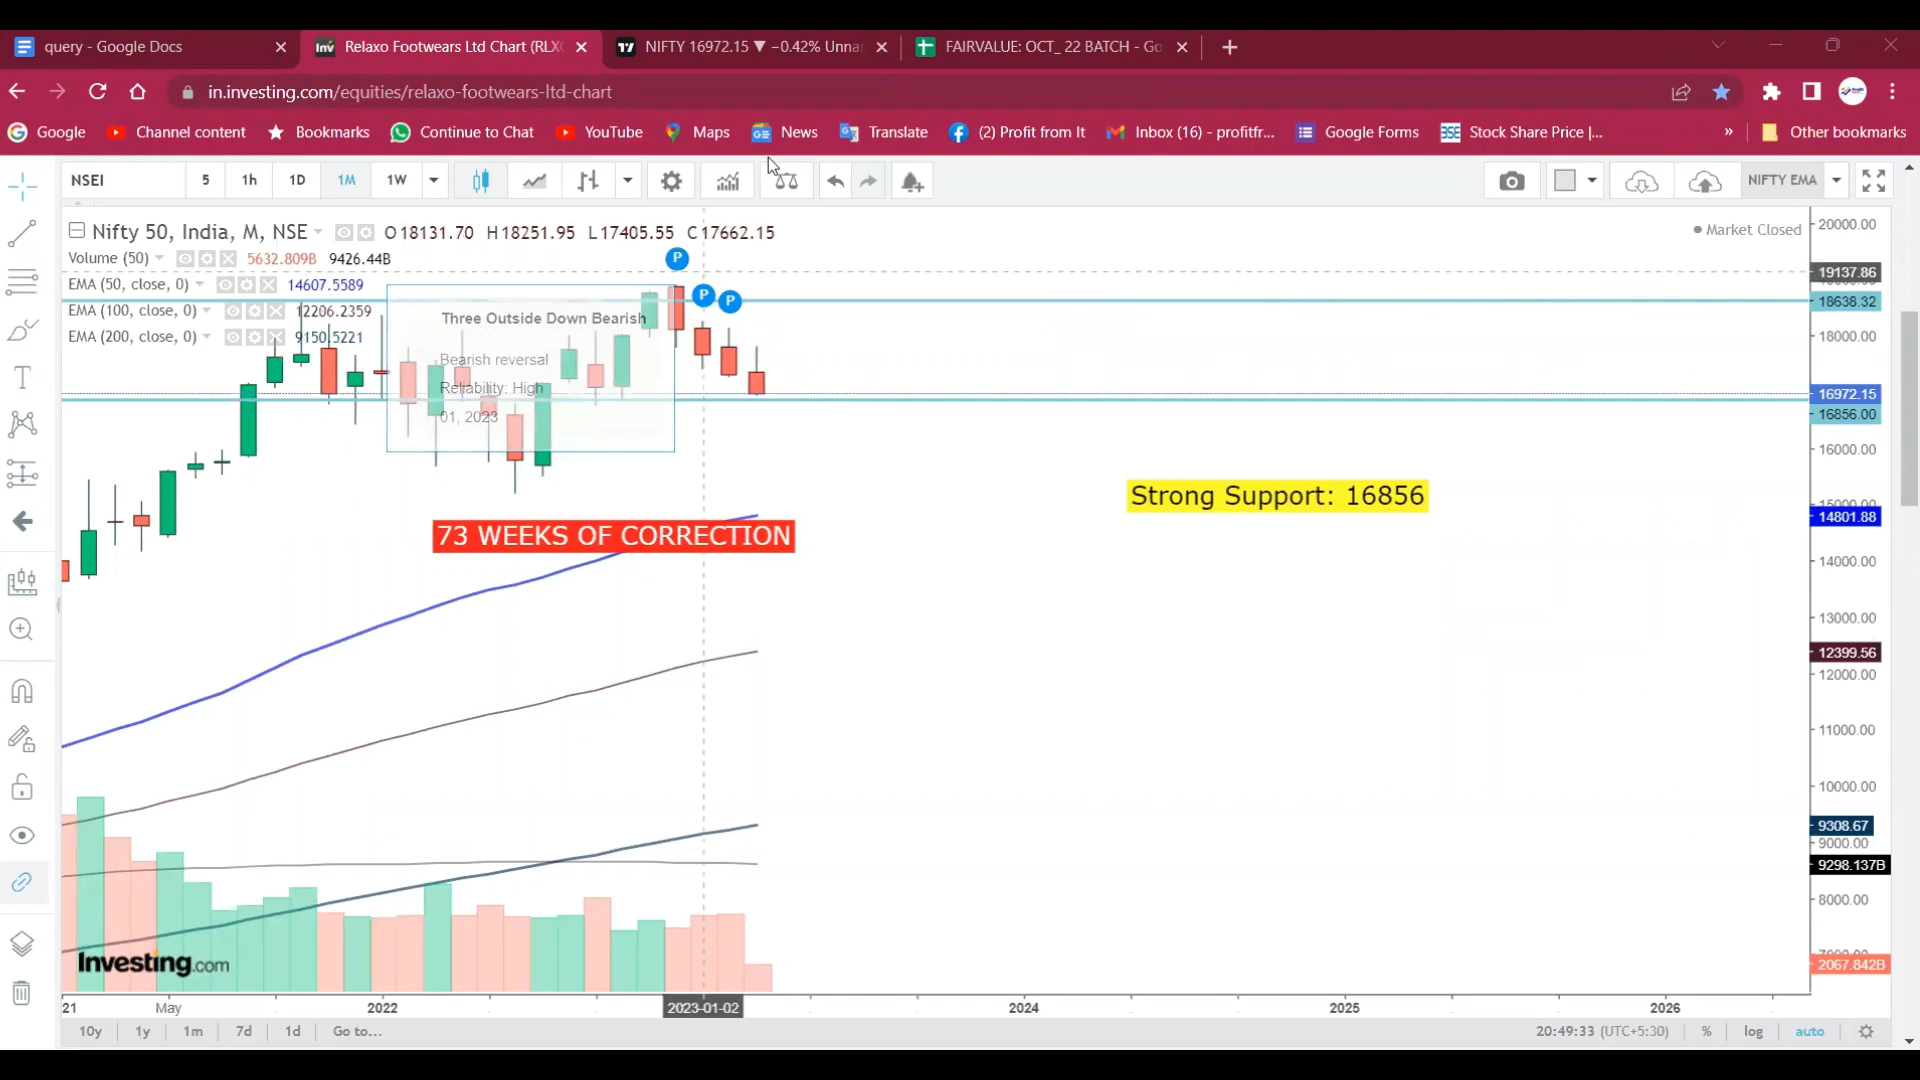 query - Google Docs
Relaxo Footwears Ltd Chart (RLXO
NIFTY 16972.15 ▼ −0.42% Unnar
FAIRVALUE: OCT_ 22 BATCH - Go
in.investing.com/equities/relaxo-footwears-ltd-chart
Google
Channel content
Bookmarks
Continue to Chat
YouTube
Maps
News
Translate
(2) Profit from It
Inbox (16) - profitfr...
Google Forms
Stock Share Price |...
»
Other bookmarks
NSEI
5
1h
1D
1M
1W
NIFTY EMA
Nifty 50, India, M, NSE
O 18131.70 H 18251.95 L 17405.55 C 17662.15
Market Closed
Volume (50)
5632.809B 9426.44B
EMA (50, close, 0)
14607.5589
EMA (100, close, 0)
12206.2359
EMA (200, close, 0)
9150.5221
P
P
P
Three Outside Down Bearish
Bearish reversal
Reliability: High
01, 2023
73 WEEKS OF CORRECTION
Strong Support: 16856
20000.00
19137.86
18638.32
18000.00
16972.15
16856.00
16000.00
15000.00
14801.88
14000.00
13000.00
12399.56
12000.00
11000.00
10000.00
9308.67
9000.00
9298.137B
8000.00
2067.842B
Investing.com
21
May
2022
2023-01-02
2024
2025
2026
10y
1y
1m
7d
1d
Go to...
20:49:33 (UTC+5:30)
%
log
auto